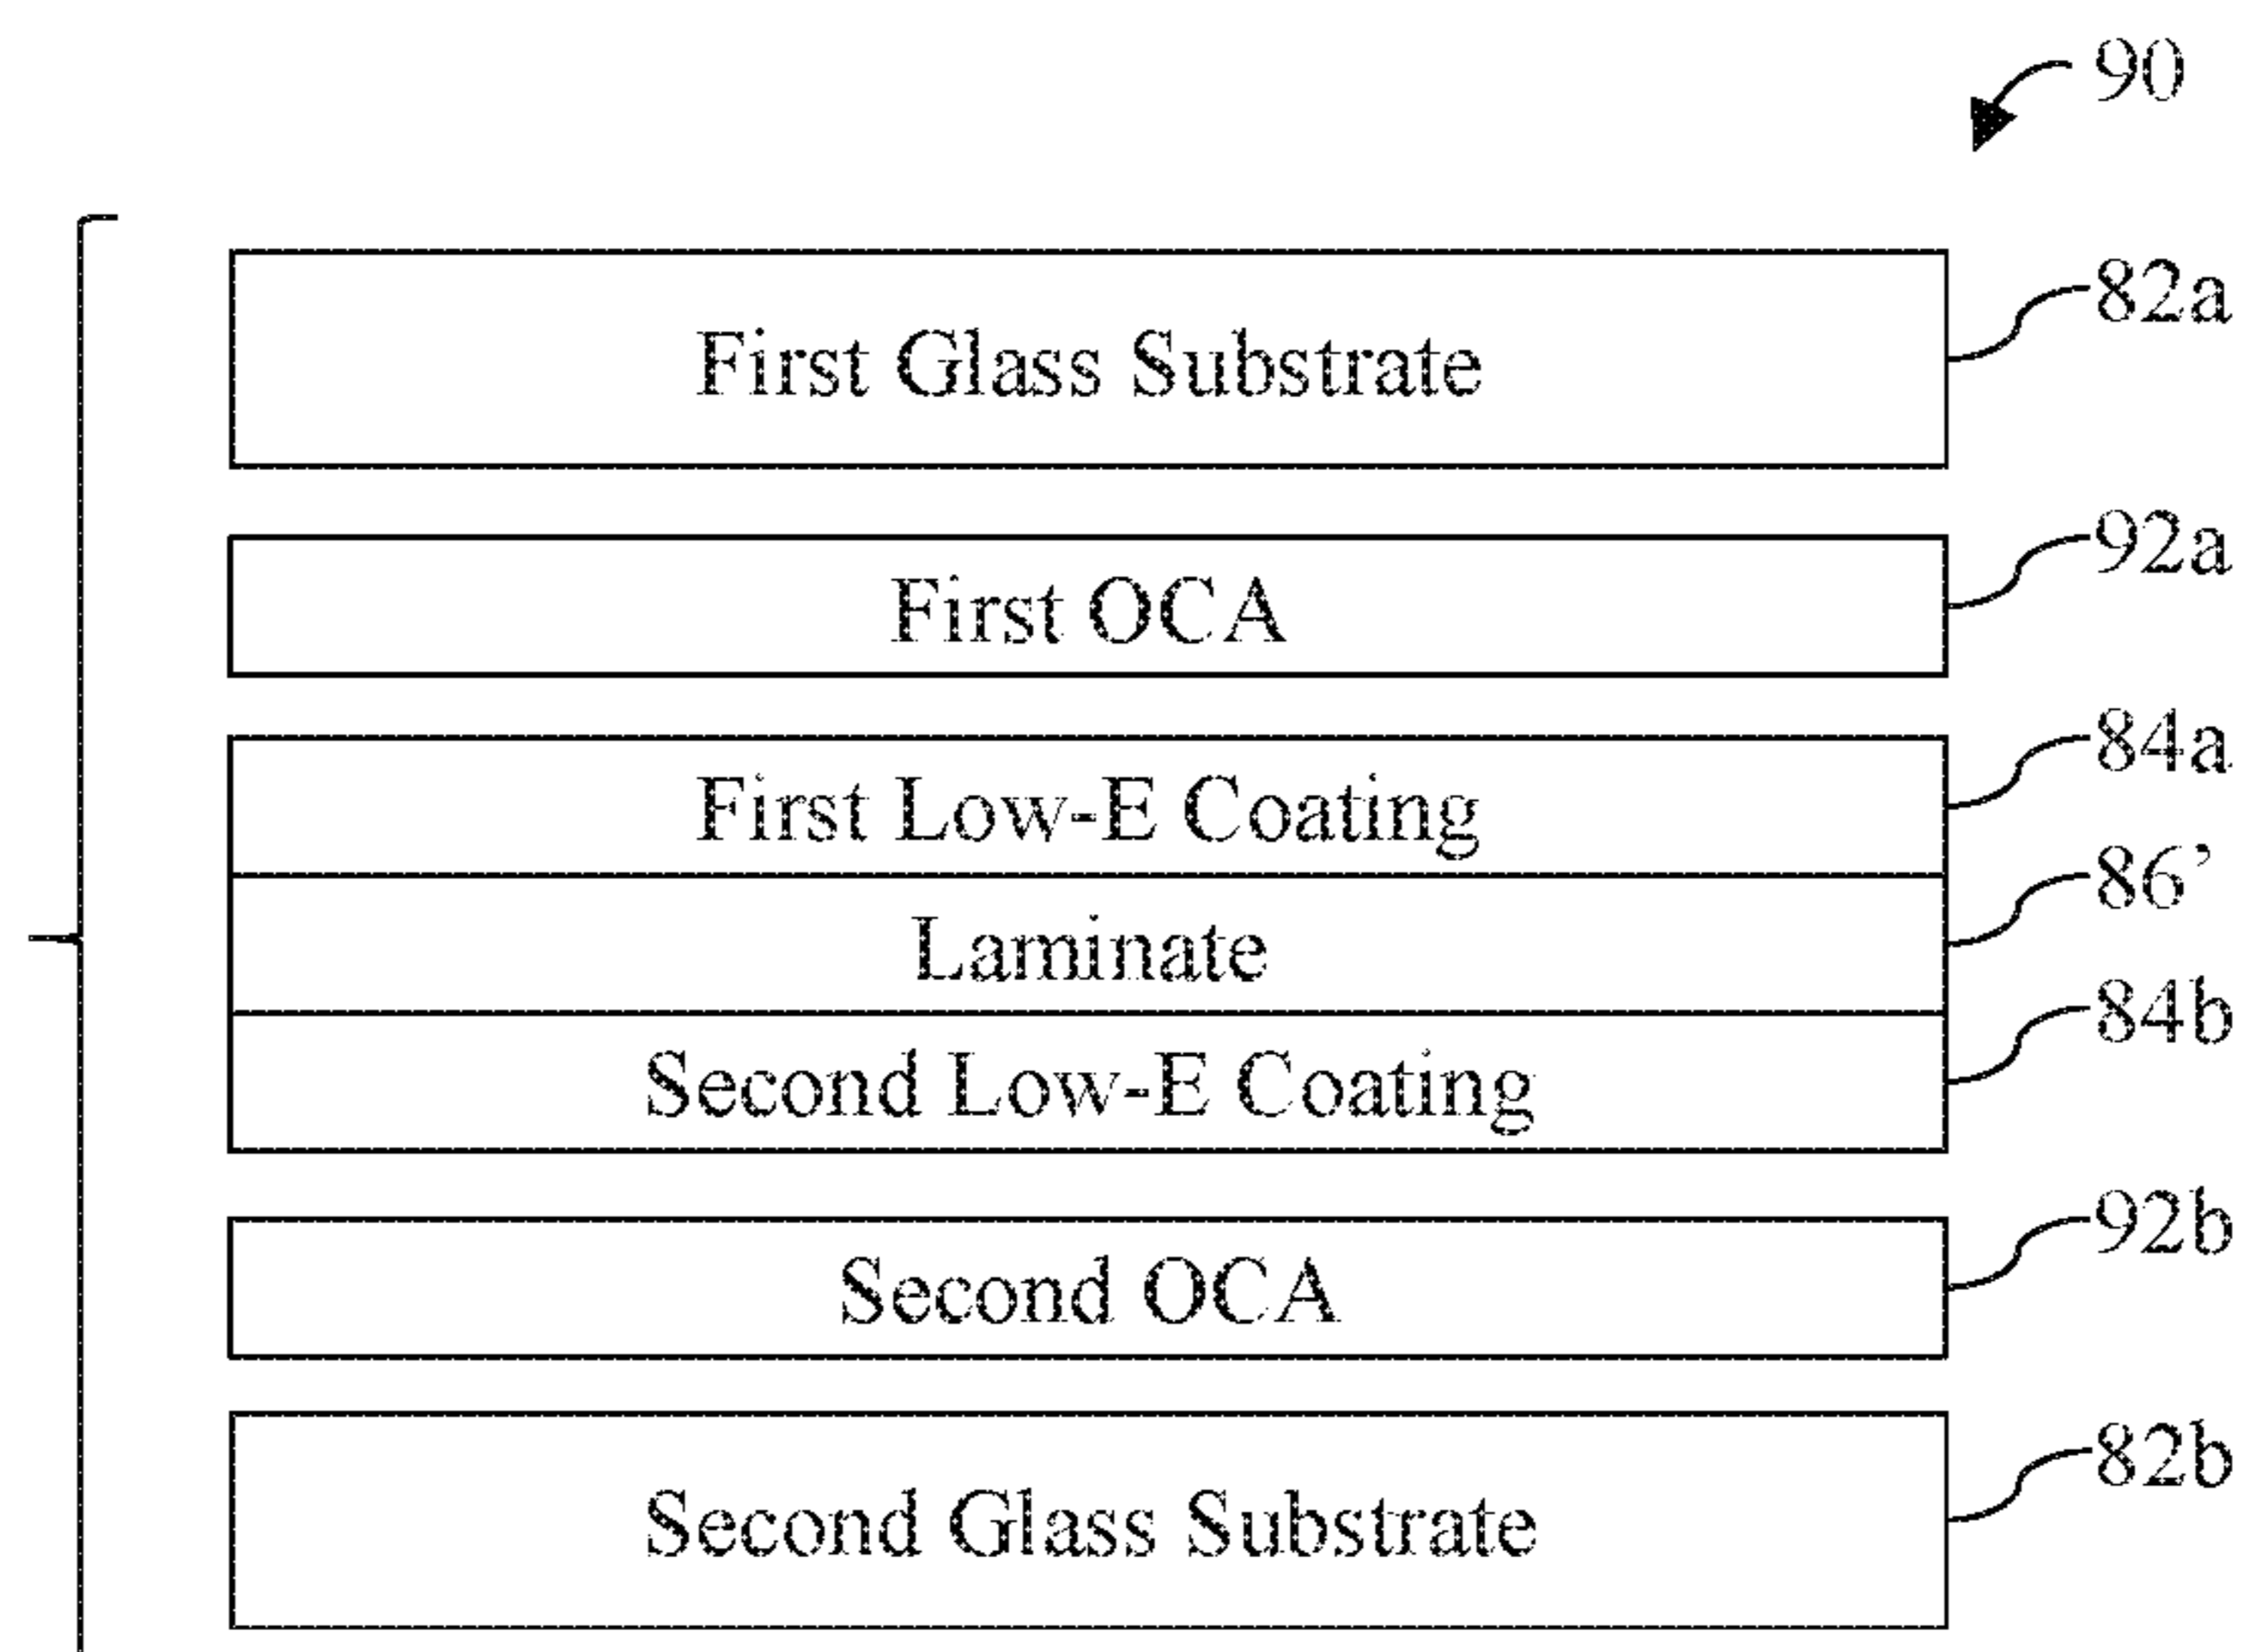 90
First Glass Substrate
82a
First OCA
92a
First Low-E Coating
84a
Laminate
86’
Second Low-E Coating
84b
Second OCA
92b
Second Glass Substrate
82b